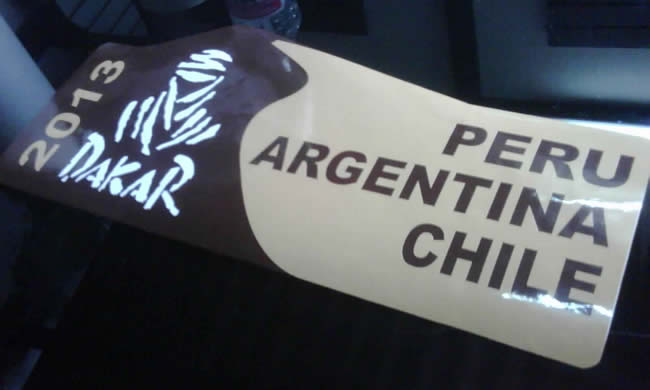 2013
DAKAR
PERU
ARGENTINA
CHILE